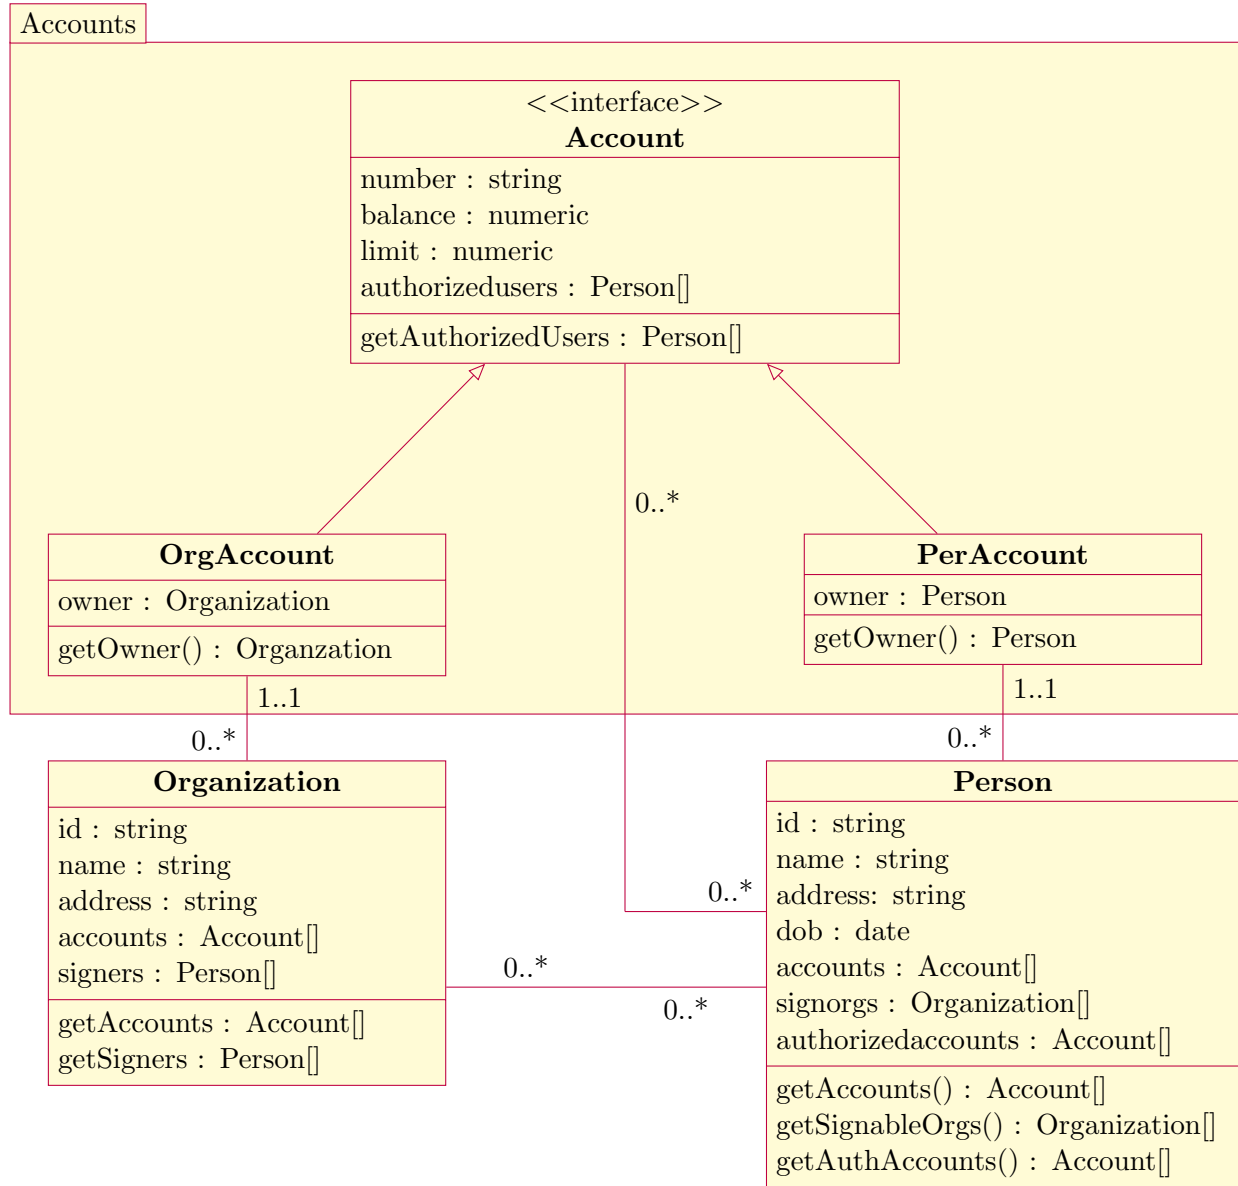 Accounts
<<interface>>
Account
number : string
balance : numeric
limit : numeric
authorizedusers : Person[]
getAuthorizedUsers : Person[]
0..*
OrgAccount
owner : Organization
getOwner() : Organzation
PerAccount
owner : Person
getOwner() : Person
1..1
0..*
1..1
0..*
Organization
id : string
name : string
address : string
accounts : Account[]
signers : Person[]
getAccounts : Account[]
getSigners : Person[]
0..*
0..*
0..*
Person
id : string
name : string
address: string
dob : date
accounts : Account[]
signorgs : Organization[]
authorizedaccounts : Account[]
getAccounts() : Account[]
getSignableOrgs() : Organization[]
getAuthAccounts() : Account[]